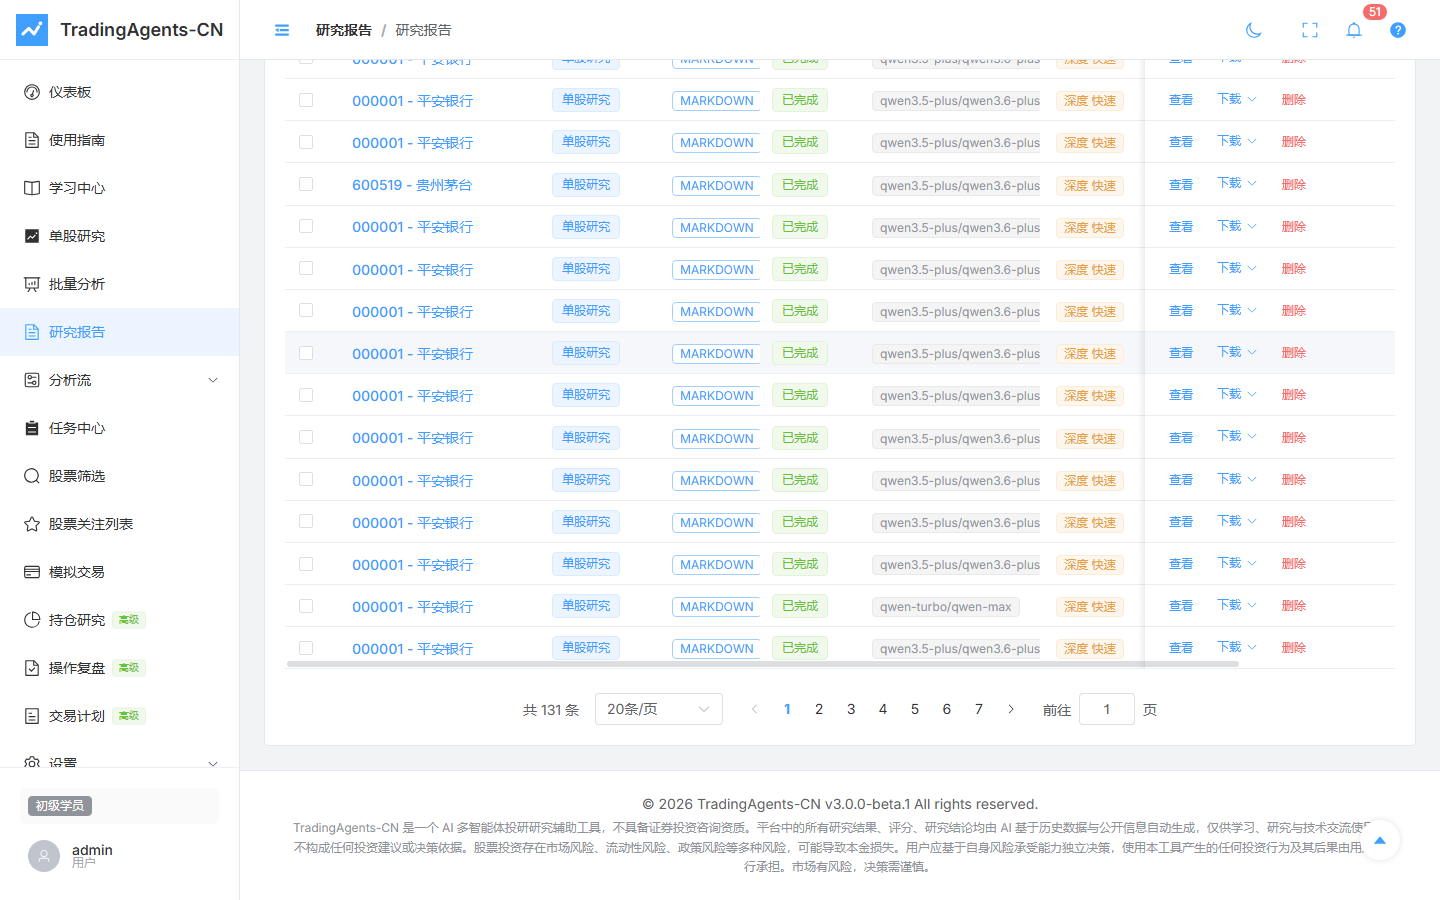 TradingAgents-CN
研究报告 / 研究报告
51
仪表板
使用指南
学习中心
单股研究
批量分析
研究报告
分析流
任务中心
股票筛选
股票关注列表
模拟交易
持仓研究 高级
操作复盘 高级
交易计划 高级
设置
初级学员
admin
用户
000001 - 平安银行 单股研究 MARKDOWN 已完成 qwen3.5-plus/qwen3.6-plus 深度 快速 查看 下载 删除
000001 - 平安银行 单股研究 MARKDOWN 已完成 qwen3.5-plus/qwen3.6-plus 深度 快速 查看 下载 删除
000001 - 平安银行 单股研究 MARKDOWN 已完成 qwen3.5-plus/qwen3.6-plus 深度 快速 查看 下载 删除
600519 - 贵州茅台 单股研究 MARKDOWN 已完成 qwen3.5-plus/qwen3.6-plus 深度 快速 查看 下载 删除
000001 - 平安银行 单股研究 MARKDOWN 已完成 qwen3.5-plus/qwen3.6-plus 深度 快速 查看 下载 删除
000001 - 平安银行 单股研究 MARKDOWN 已完成 qwen3.5-plus/qwen3.6-plus 深度 快速 查看 下载 删除
000001 - 平安银行 单股研究 MARKDOWN 已完成 qwen3.5-plus/qwen3.6-plus 深度 快速 查看 下载 删除
000001 - 平安银行 单股研究 MARKDOWN 已完成 qwen3.5-plus/qwen3.6-plus 深度 快速 查看 下载 删除
000001 - 平安银行 单股研究 MARKDOWN 已完成 qwen3.5-plus/qwen3.6-plus 深度 快速 查看 下载 删除
000001 - 平安银行 单股研究 MARKDOWN 已完成 qwen3.5-plus/qwen3.6-plus 深度 快速 查看 下载 删除
000001 - 平安银行 单股研究 MARKDOWN 已完成 qwen3.5-plus/qwen3.6-plus 深度 快速 查看 下载 删除
000001 - 平安银行 单股研究 MARKDOWN 已完成 qwen3.5-plus/qwen3.6-plus 深度 快速 查看 下载 删除
000001 - 平安银行 单股研究 MARKDOWN 已完成 qwen3.5-plus/qwen3.6-plus 深度 快速 查看 下载 删除
000001 - 平安银行 单股研究 MARKDOWN 已完成 qwen-turbo/qwen-max 深度 快速 查看 下载 删除
000001 - 平安银行 单股研究 MARKDOWN 已完成 qwen3.5-plus/qwen3.6-plus 深度 快速 查看 下载 删除
共 131 条 20条/页 1 2 3 4 5 6 7 前往 1 页
© 2026 TradingAgents-CN v3.0.0-beta.1 All rights reserved.
TradingAgents-CN 是一个 AI 多智能体投研研究辅助工具，不具备证券投资咨询资质。平台中的所有研究结果、评分、研究结论均由 AI 基于历史数据与公开信息自动生成，仅供学习、研究与技术交流使
不构成任何投资建议或决策依据。股票投资存在市场风险、流动性风险、政策风险等多种风险，可能导致本金损失。用户应基于自身风险承受能力独立决策，使用本工具产生的任何投资行为及其后果由用
行承担。市场有风险，决策需谨慎。